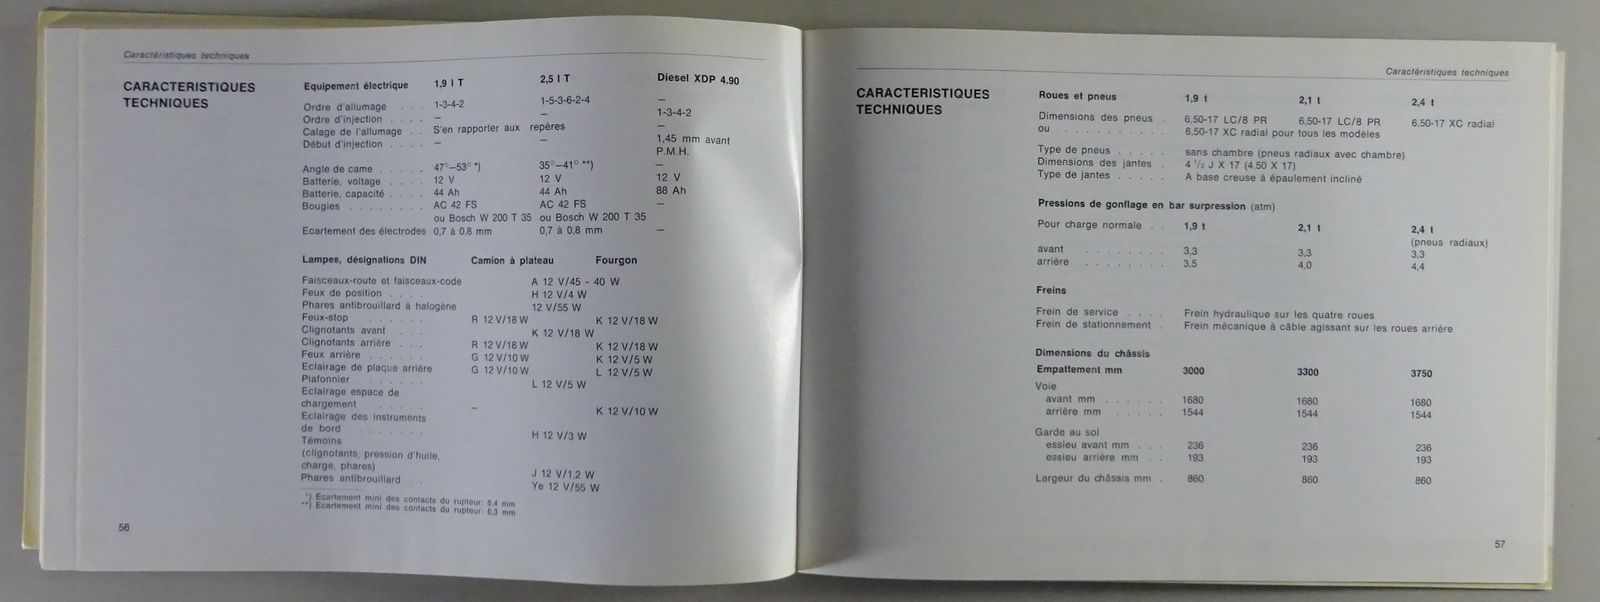 Caractéristiques techniques
CARACTERISTIQUES
TECHNIQUES
Equipement électrique 1,9 l T 2,5 l T Diesel XDP 4.90
Ordre d'allumage . . . 1-3-4-2 1-5-3-6-2-4 —
Ordre d'injection . . . . — — 1-3-4-2
Calage de l'allumage . . S'en rapporter aux repères —
Début d'injection . . . . — — 1,45 mm avant
P.M.H.
Angle de came . . . . 47°—53° *) 35°—41° **) —
Batterie, voltage . . . . 12 V 12 V 12 V
Batterie, capacité . . . . 44 Ah 44 Ah 88 Ah
Bougies . . . . . . . . AC 42 FS AC 42 FS —
ou Bosch W 200 T 35 ou Bosch W 200 T 35
Ecartement des électrodes 0,7 à 0,8 mm 0,7 à 0,8 mm —
Lampes, désignations DIN Camion à plateau Fourgon
Faisceaux-route et faisceaux-code A 12 V/45 - 40 W
Feux de position . . . . H 12 V/4 W
Phares antibrouillard à halogène 12 V/55 W
Feux-stop . . . . . . R 12 V/18 W K 12 V/18 W
Clignotants avant . . . K 12 V/18 W
Clignotants arrière . . . R 12 V/18 W K 12 V/18 W
Feux arrière . . . . . . G 12 V/10 W K 12 V/5 W
Eclairage de plaque arrière G 12 V/10 W L 12 V/5 W
Plafonnier . . . . . . L 12 V/5 W
Eclairage espace de
chargement . . . . . — K 12 V/10 W
Eclairage des instruments
de bord . . . . . . . H 12 V/3 W
Témoins
(clignotants, pression d'huile,
charge, phares) J 12 V/1,2 W
Phares antibrouillard . . Ye 12 V/55 W
*) Ecartement mini des contacts du rupteur: 0,4 mm
**) Ecartement mini des contacts du rupteur: 0,3 mm
56
Caractéristiques techniques
CARACTERISTIQUES
TECHNIQUES
Roues et pneus 1,9 t 2,1 t 2,4 t
Dimensions des pneus . 6,50-17 LC/8 PR 6,50-17 LC/8 PR 6,50-17 XC radial
ou . . . . . . . . . . 6,50-17 XC radial pour tous les modèles
Type de pneus . . . . . sans chambre (pneus radiaux avec chambre)
Dimensions des jantes . 4 1/2 J X 17 (4.50 X 17)
Type de jantes . . . . . A base creuse à épaulement incliné
Pressions de gonflage en bar surpression (atm)
Pour charge normale . . 1,9 t 2,1 t 2,4 t
(pneus radiaux)
avant . . . . . . . . 3,3 3,3 3,3
arrière . . . . . . . . 3,5 4,0 4,4
Freins
Frein de service . . . . Frein hydraulique sur les quatre roues
Frein de stationnement . Frein mécanique à câble agissant sur les roues arrière
Dimensions du châssis
Empattement mm 3000 3300 3750
Voie
avant mm . . . . . . 1680 1680 1680
arrière mm . . . . . 1544 1544 1544
Garde au sol
essieu avant mm . . . 236 236 236
essieu arrière mm . . 193 193 193
Largeur du châssis mm . 860 860 860
57